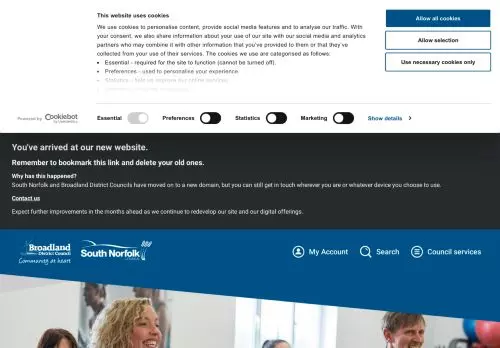 This website uses cookies
We use cookies to personalise content, provide social media features and to analyse our traffic. With
your consent, we also share information about your use of our site with our social media and analytics
partners who may combine it with other information that you've provided to them or that they've
collected from your use of their services. The cookies we use are categorised as follows:
• Essential - required for the site to function (cannot be turned off).
• Preferences - used to personalise your experience.
• Statistics - help us improve our online services.
Allow all cookies
Allow selection
Use necessary cookies only
Powered by
Cookiebot
by Usercentrics
Essential
Preferences
Statistics
Marketing
Show details
You've arrived at our new website.
Remember to bookmark this link and delete your old ones.
Why has this happened?
South Norfolk and Broadland District Councils have moved on to a new domain, but you can still get in touch wherever you are or whatever device you choose to use.
Contact us
Expect further improvements in the months ahead as we continue to redevelop our site and our digital offerings.
Broadland
District Council
Community at heart
South Norfolk
COUNCIL
My Account
Search
Council services